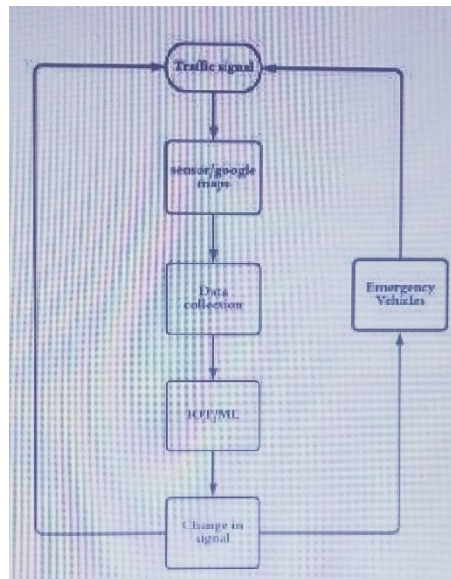 Traffic signal
sensor/google
maps
Data
collection
Emergency
Vehicles
IOT/ML
Change in
signal